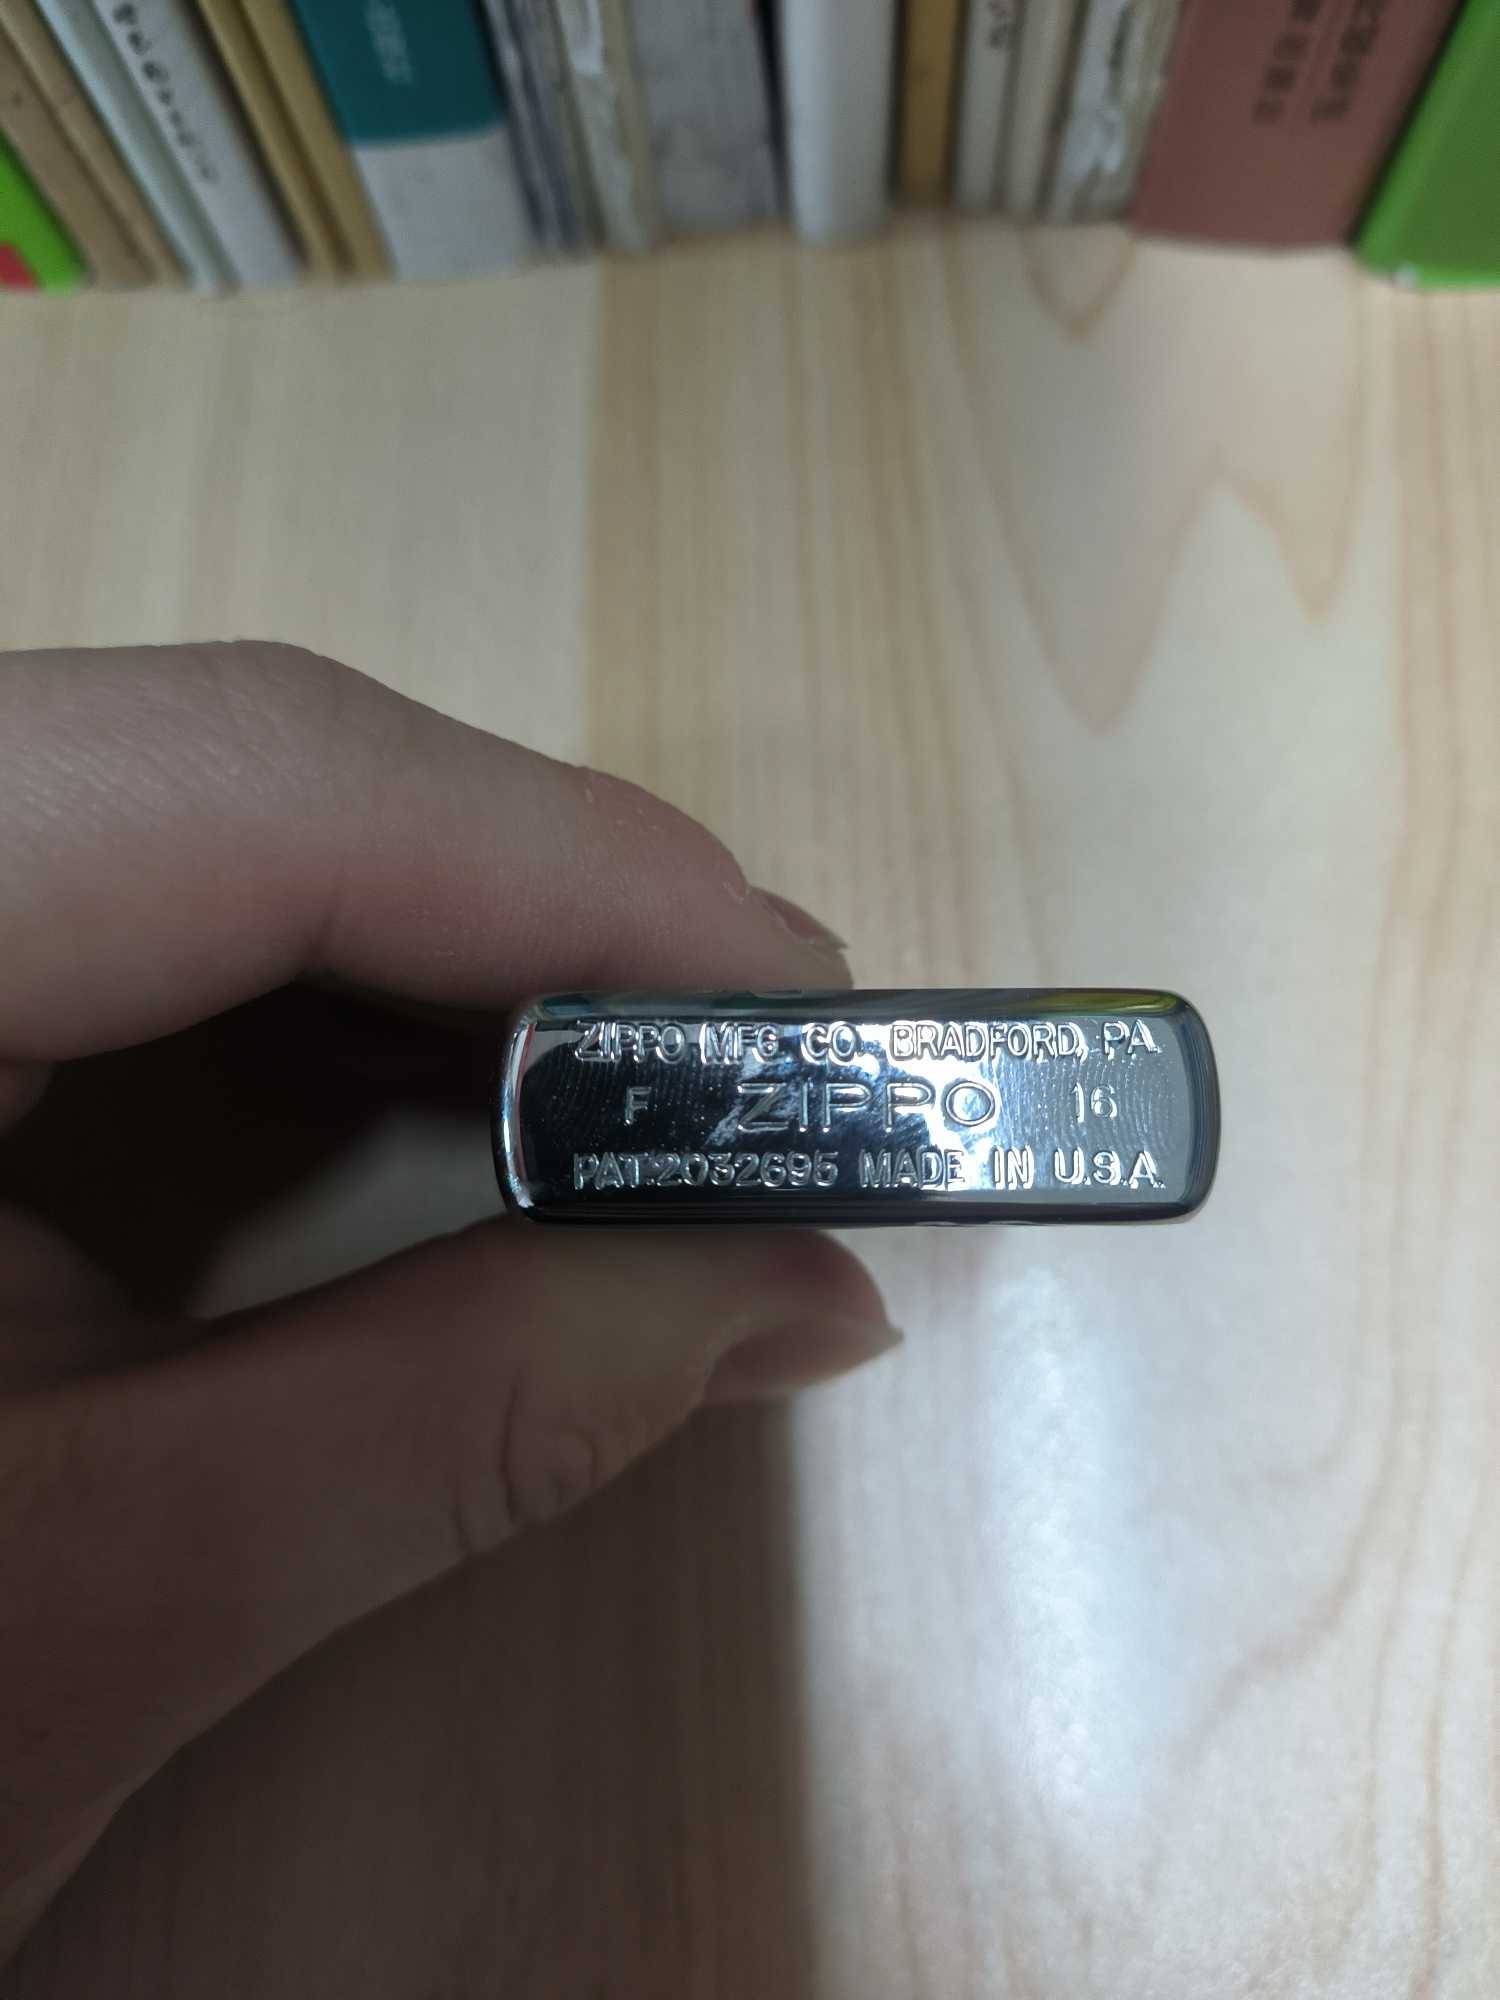 ZIPPO MFG CO. BRADFORD, PA.
F ZIPPO 16
PAT. 2032695 MADE IN U.S.A.